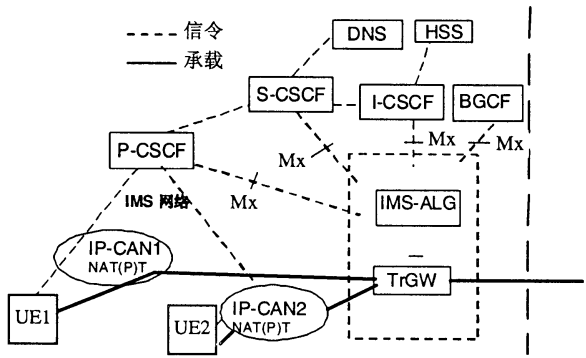 信令
承载
DNS
HSS
S-CSCF
I-CSCF
BGCF
P-CSCF
Mx
Mx
Mx
IMS 网络
Mx
IMS-ALG
IP-CAN1
NAT(P)T
TrGW
UE1
UE2
IP-CAN2
NAT(P)T